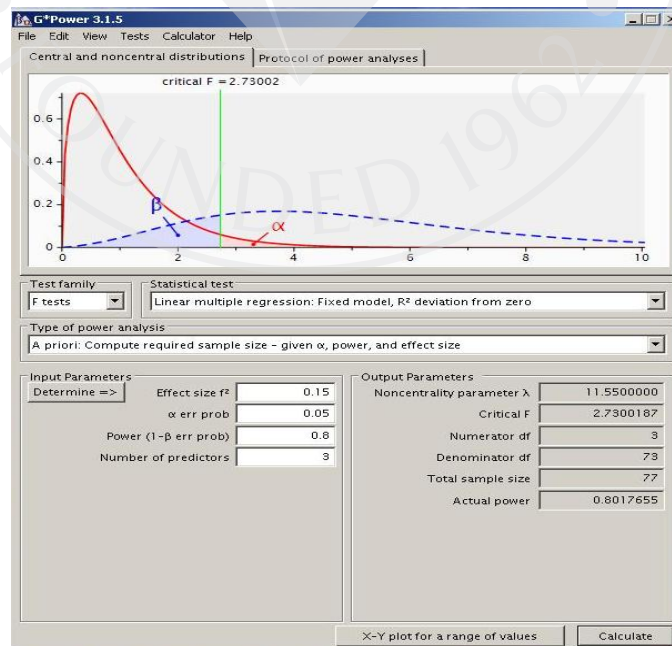 G*Power 3.1.5
File Edit View Tests Calculator Help
Central and noncentral distributions Protocol of power analyses
critical F = 2.73002
0.6
0.4
0.2
0
β
α
0 2 4 6 8 10
FOUNDED 1962
Test family Statistical test
F tests Linear multiple regression: Fixed model, R² deviation from zero
Type of power analysis
A priori: Compute required sample size – given α, power, and effect size
Input Parameters Output Parameters
Determine => Effect size f² 0.15 Noncentrality parameter λ 11.5500000
α err prob 0.05 Critical F 2.7300187
Power (1-β err prob) 0.8 Numerator df 3
Number of predictors 3 Denominator df 73
Total sample size 77
Actual power 0.8017655
X-Y plot for a range of values Calculate